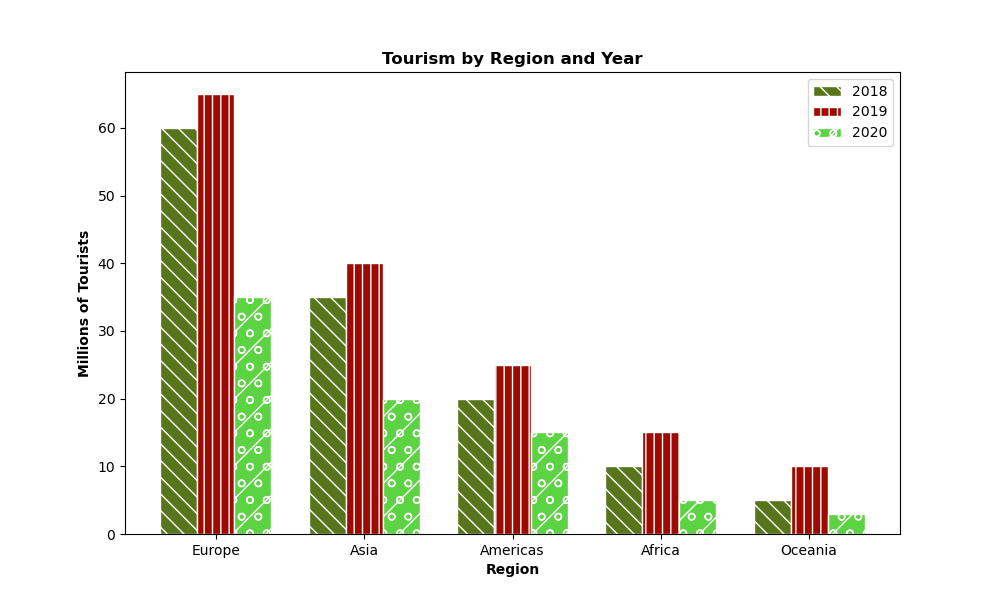 Tourism by Region and Year
2018
2019
2020
Millions of Tourists
60
50
40
30
20
10
0
Europe
Asia
Americas
Africa
Oceania
Region